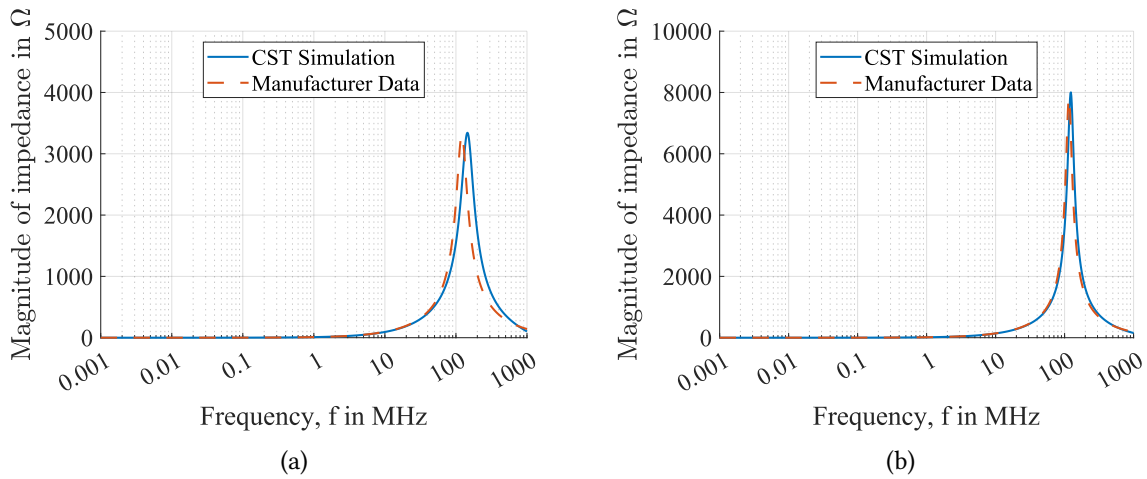 Magnitude of impedance in Ω
5000
4000
3000
2000
1000
0
CST Simulation
Manufacturer Data
0.001
0.01
0.1
1
10
100
1000
Frequency, f in MHz
(a)
Magnitude of impedance in Ω
10000
8000
6000
4000
2000
0
CST Simulation
Manufacturer Data
0.001
0.01
0.1
1
10
100
1000
Frequency, f in MHz
(b)